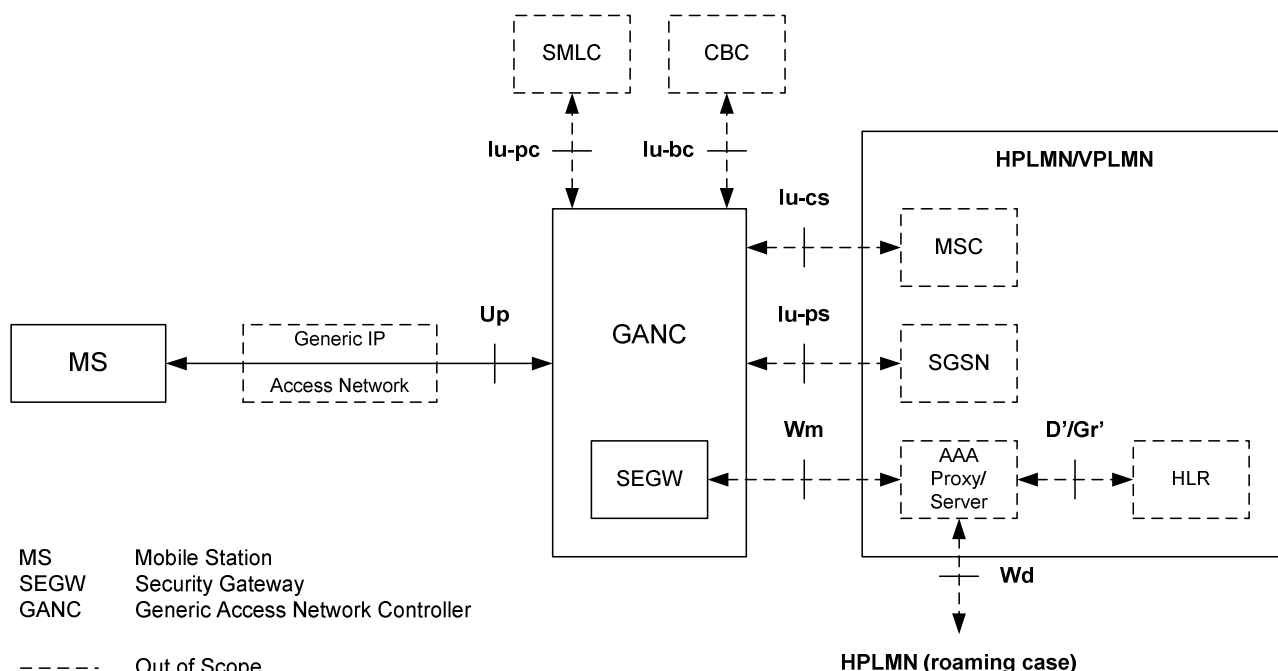 SMLC
CBC
Iu-pc
Iu-bc
HPLMN/VPLMN
Iu-cs
MSC
Up
Iu-ps
Generic IP
Access Network
MS
GANC
SGSN
Wm
D’/Gr’
SEGW
AAA
Proxy/
Server
HLR
MS Mobile Station
SEGW Security Gateway
GANC Generic Access Network Controller
Wd
Out of Scope
HPLMN (roaming case)